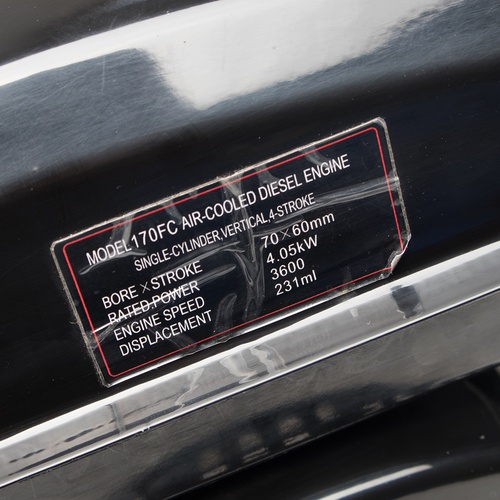 MODEL170FC AIR-COOLED DIESEL ENGINE
SINGLE-CYLINDER,VERTICAL,4-STROKE
BORE×STROKE 70×60mm
RATED POWER 4.05kW
ENGINE SPEED 3600
DISPLACEMENT 231ml